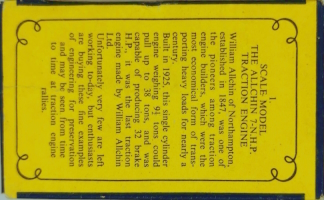 1.
SCALE MODEL
THE ALLCHIN 7-N.H.P.
TRACTION ENGINE
William Allchin of Northampton,
established in 1847, was one of
the pioneers among traction
engine builders, which were the
most economical form of trans-
porting heavy loads for nearly a
century.
Built in 1925, this single cylinder
engine weighing 9½ tons could
pull up to 38 tons, and was
capable of producing 32 brake
H.P. It was the last traction
engine made by William Allchin
Ltd.
Unfortunately very few are left
working to-day, but enthusiasts
are buying these fine examples
of engineering for preservation
and may be seen from time
to time at traction engine
rallies.